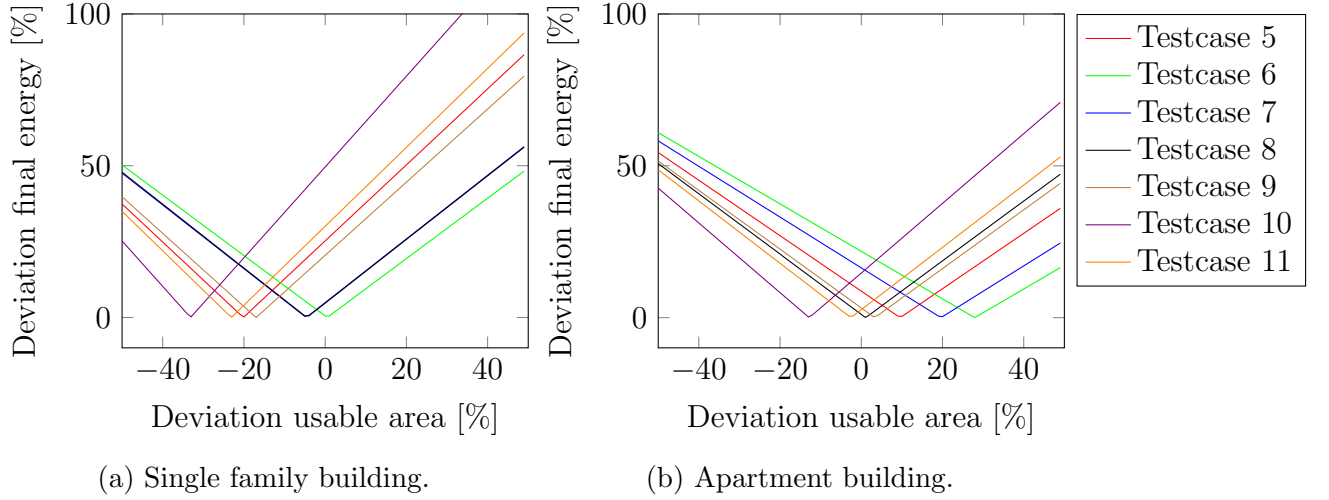 100
50
0
Deviation final energy [%]
−40 −20 0 20 40
Deviation usable area [%]
(a) Single family building.
100
50
0
Deviation final energy [%]
−40 −20 0 20 40
Deviation usable area [%]
(b) Apartment building.
Testcase 5
Testcase 6
Testcase 7
Testcase 8
Testcase 9
Testcase 10
Testcase 11